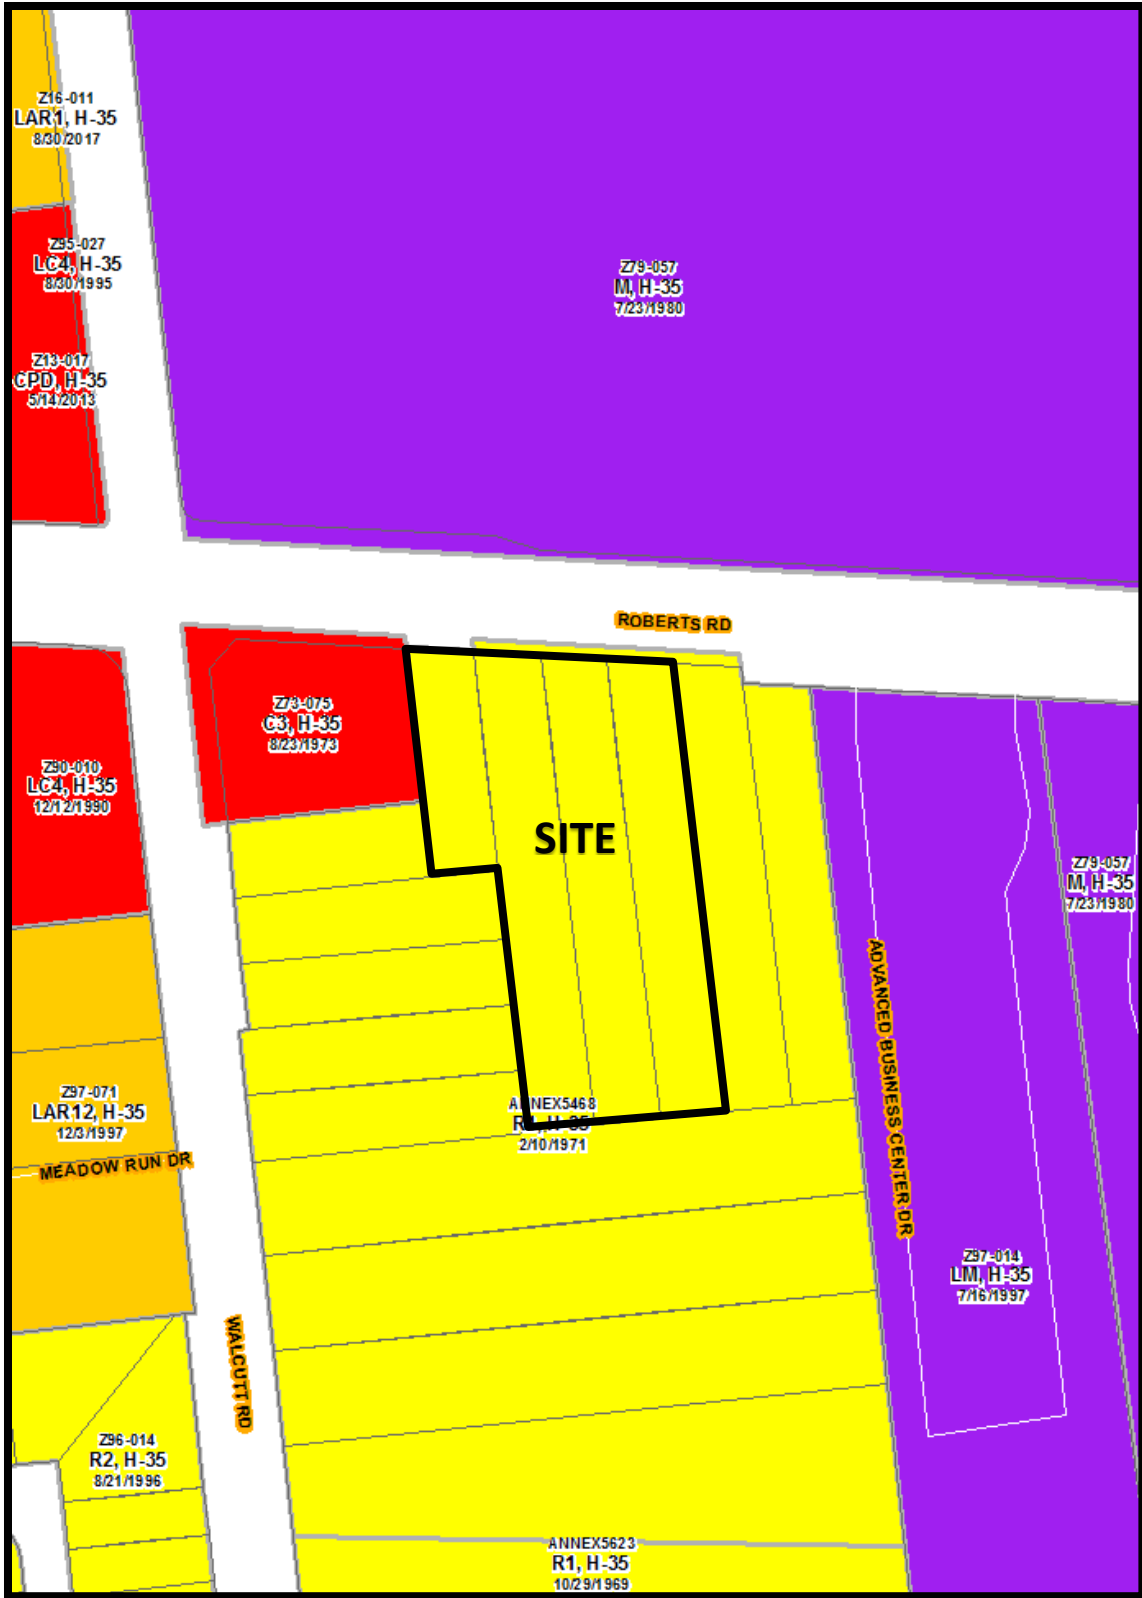 Z16-011
LAR1, H-35
8/30/2017
Z95-027
LC4, H-35
8/30/1995
Z79-057
M, H-35
7/23/1980
Z13-017
CPD, H-35
5/14/2013
ROBERTS RD
Z73-075
C3, H-35
8/23/1973
Z90-010
LC4, H-35
12/12/1990
SITE
Z79-057
M, H-35
7/23/1980
ADVANCED BUSINESS CENTER DR
Z97-071
LAR12, H-35
12/3/1997
ANNEX5468
R1, H-35
2/10/1971
MEADOW RUN DR
Z97-014
LM, H-35
7/16/1997
WALCUTT RD
Z96-014
R2, H-35
8/21/1996
ANNEX5623
R1, H-35
10/29/1969